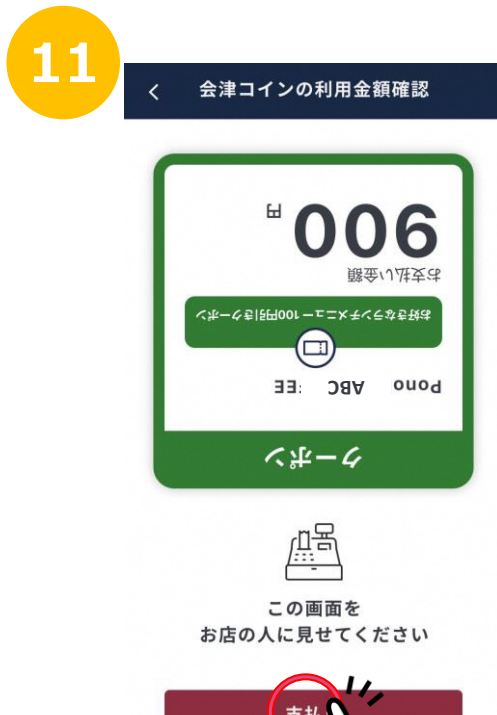 11
会津コインの利用金額確認
クーポン
Pono ABC EE
お好きなランチメニュー100円引きクーポン
お支払い金額
900円
この画面を
お店の人に見せてください